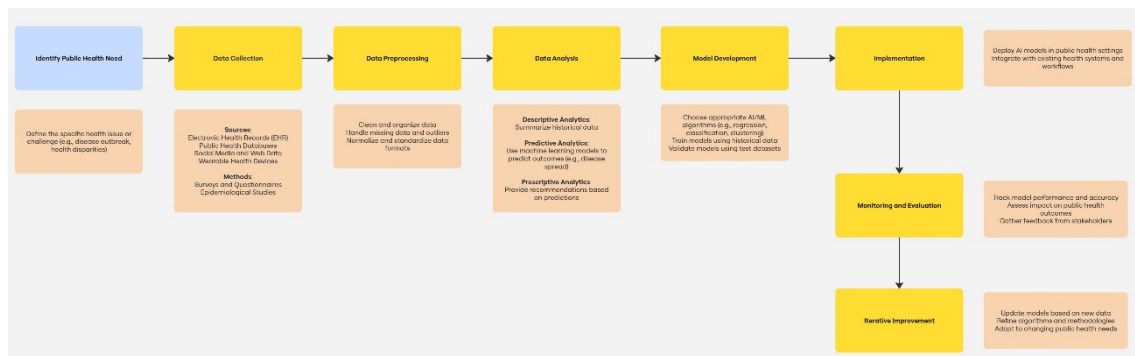 Identify Public Health Need
Data Collection
Data Preprocessing
Data Analysis
Model Development
Implementation
Deploy AI models in public health settings
Integrate with existing health systems and
workflows
Define the specific health issue or
challenge (e.g., disease outbreak,
health disparities)
Sources:
Electronic Health Records (EHR)
Public Health Databases
Social Media and Web Data
Wearable Health Devices
Methods:
Surveys and Questionnaires
Epidemiological Studies
Clean and organize data
Handle missing data and outliers
Normalize and standardize data
formats
Descriptive Analytics:
Summarize historical data
Predictive Analytics:
Use machine learning models to
predict outcomes (e.g., disease
spread)
Prescriptive Analytics
Provide recommendations based
on predictions
Choose appropriate AI/ML
algorithms (e.g., regression,
classification, clustering)
Train models using historical data
Validate models using test datasets
Monitoring and Evaluation
Track model performance and accuracy
Assess impact on public health
outcomes
Gather feedback from stakeholders
Iterative Improvement
Update models based on new data
Refine algorithms and methodologies
Adapt to changing public health needs